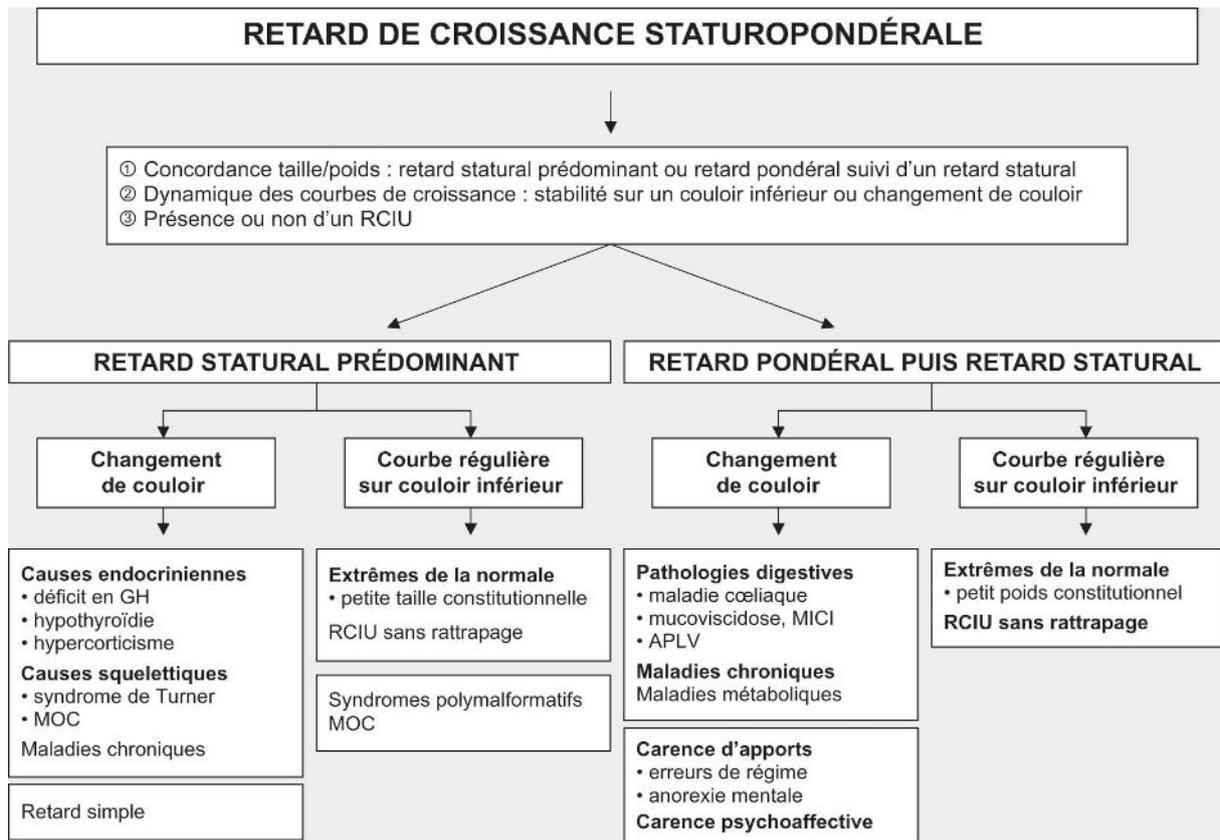 RETARD DE CROISSANCE STATUROPONDÉRALE
① Concordance taille/poids : retard statural prédominant ou retard pondéral suivi d'un retard statural
② Dynamique des courbes de croissance : stabilité sur un couloir inférieur ou changement de couloir
③ Présence ou non d'un RCIU
RETARD STATURAL PRÉDOMINANT
Changement
de couloir
Causes endocriniennes
• déficit en GH
• hypothyroïdie
• hypercorticisme
Causes squelettiques
• syndrome de Turner
• MOC
Maladies chroniques
Retard simple
Courbe régulière
sur couloir inférieur
Extrêmes de la normale
• petite taille constitutionnelle
RCIU sans rattrapage
Syndromes polymalformatifs
MOC
RETARD PONDÉRAL PUIS RETARD STATURAL
Changement
de couloir
Pathologies digestives
• maladie cœliaque
• mucoviscidose, MICI
• APLV
Maladies chroniques
Maladies métaboliques
Carence d'apports
• erreurs de régime
• anorexie mentale
Carence psychoaffective
Courbe régulière
sur couloir inférieur
Extrêmes de la normale
• petit poids constitutionnel
RCIU sans rattrapage